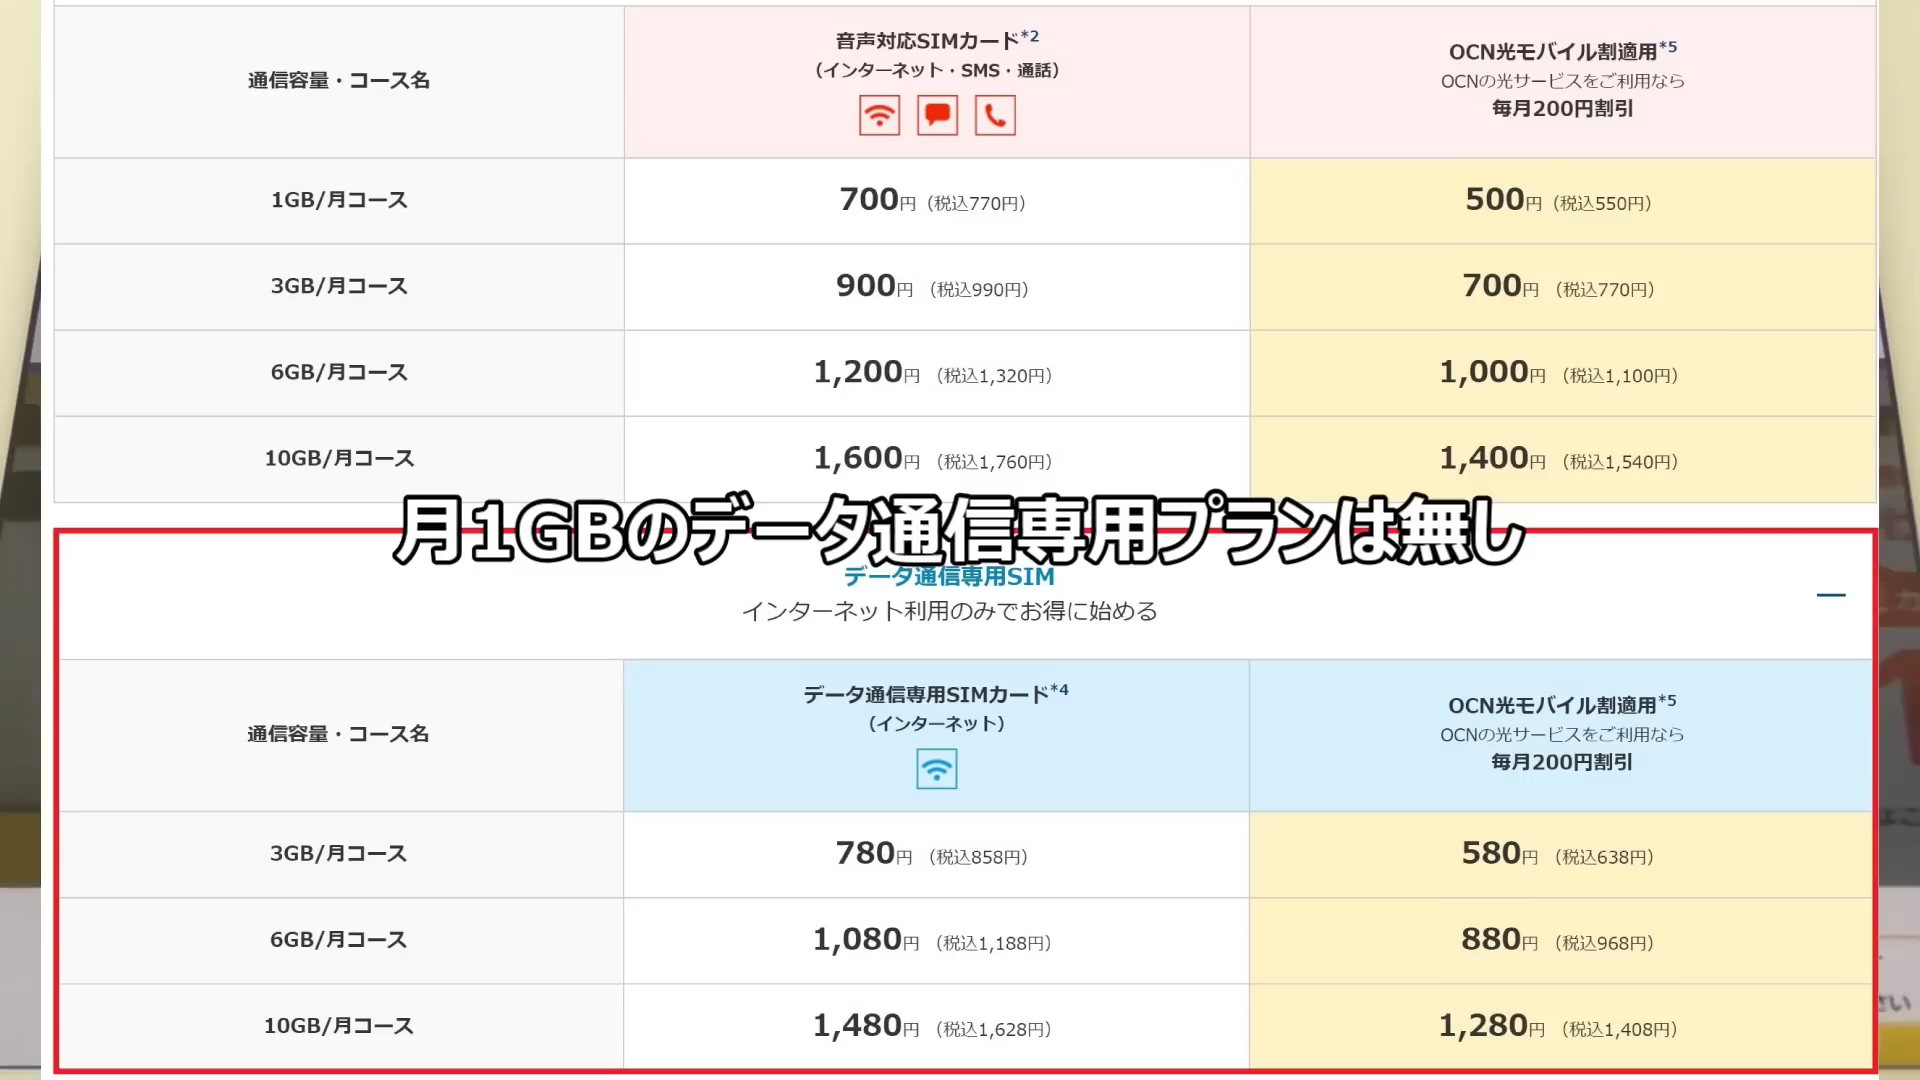 通信容量・コース名
音声対応SIMカード*2
（インターネット・SMS・通話）
OCN光モバイル割適用*5
OCNの光サービスをご利用なら
毎月200円割引
1GB/月コース
700円（税込770円）
500円（税込550円）
3GB/月コース
900円（税込990円）
700円（税込770円）
6GB/月コース
1,200円（税込1,320円）
1,000円（税込1,100円）
10GB/月コース
1,600円（税込1,760円）
1,400円（税込1,540円）
月1GBのデータ通信専用プランは無し
データ通信専用SIM
インターネット利用のみでお得に始める
通信容量・コース名
データ通信専用SIMカード*4
（インターネット）
OCN光モバイル割適用*5
OCNの光サービスをご利用なら
毎月200円割引
3GB/月コース
780円（税込858円）
580円（税込638円）
6GB/月コース
1,080円（税込1,188円）
880円（税込968円）
10GB/月コース
1,480円（税込1,628円）
1,280円（税込1,408円）